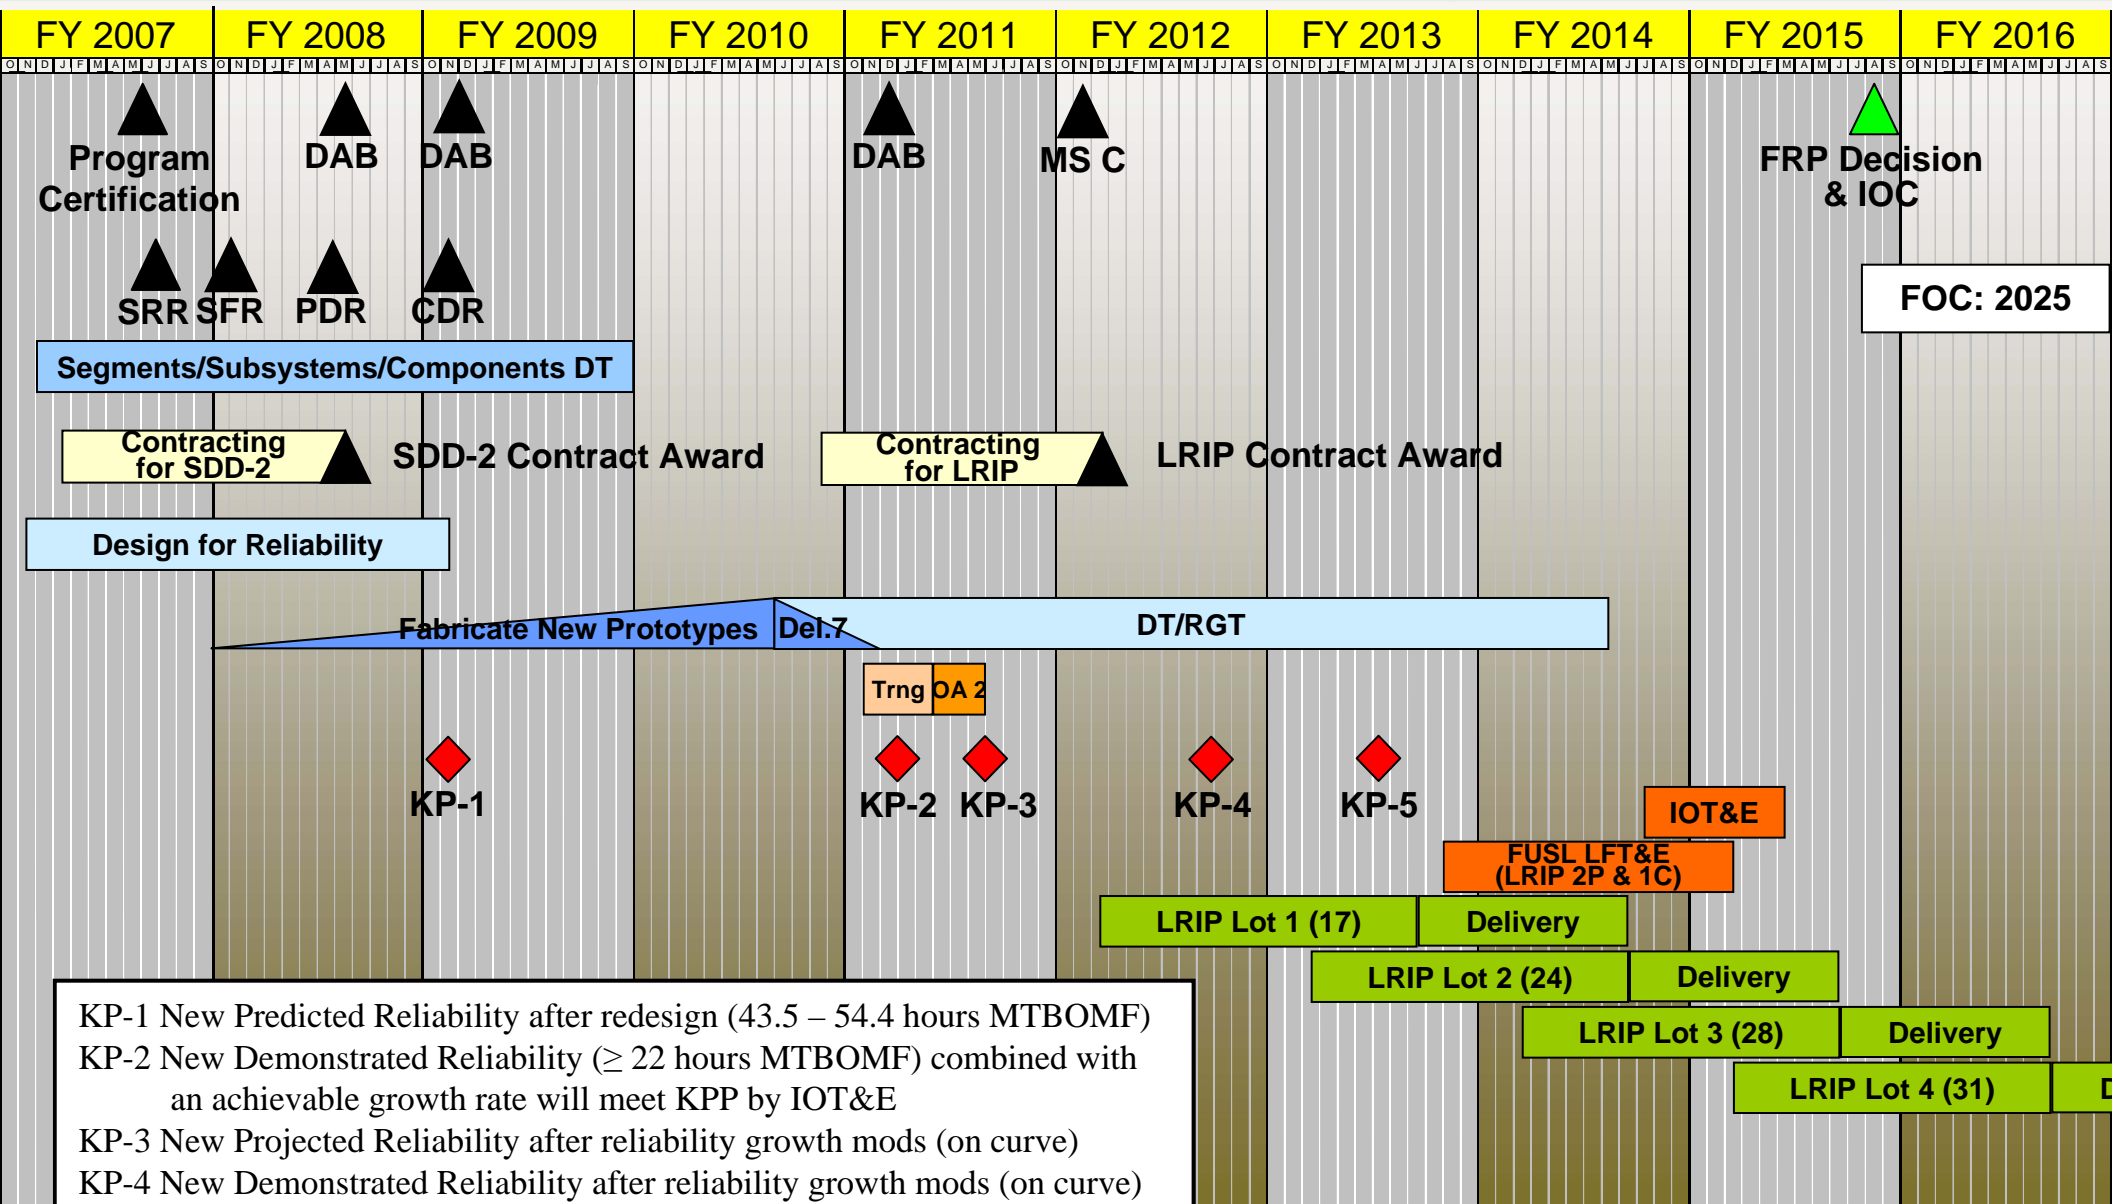 FY 2007 FY 2008 FY 2009 FY 2010 FY 2011 FY 2012 FY 2013 FY 2014 FY 2015 FY 2016
O N D J F M A M J J A S O N D J F M A M J J A S O N D J F M A M J J A S O N D J F M A M J J A S O N D J F M A M J J A S O N D J F M A M J J A S O N D J F M A M J J A S O N D J F M A M J J A S O N D J F M A M J J A S O N D J F M A M J J A S
Program
Certification
DAB
DAB
DAB
MS C
FRP Decision
& IOC
SRR
SFR
PDR
CDR
FOC: 2025
Segments/Subsystems/Components DT
Contracting
for SDD-2
SDD-2 Contract Award
Contracting
for LRIP
LRIP Contract Award
Design for Reliability
Fabricate New Prototypes
Del.7
DT/RGT
Trng
OA 2
KP-1
KP-2
KP-3
KP-4
KP-5
IOT&E
FUSL LFT&E
(LRIP 2P & 1C)
LRIP Lot 1 (17)
Delivery
LRIP Lot 2 (24)
Delivery
LRIP Lot 3 (28)
Delivery
LRIP Lot 4 (31)
D
KP-1 New Predicted Reliability after redesign (43.5 – 54.4 hours MTBOMF)
KP-2 New Demonstrated Reliability (≥ 22 hours MTBOMF) combined with
an achievable growth rate will meet KPP by IOT&E
KP-3 New Projected Reliability after reliability growth mods (on curve)
KP-4 New Demonstrated Reliability after reliability growth mods (on curve)